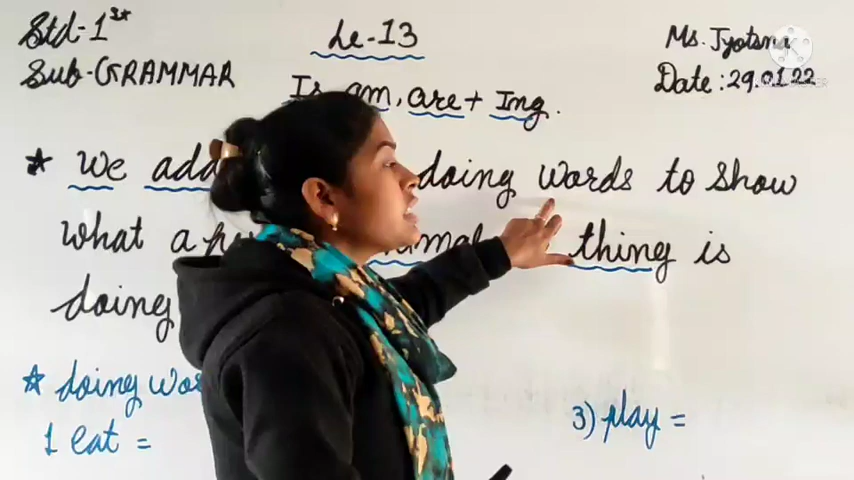 Std-1st
Le-13
Ms. Jyotsna
Sub-GRAMMAR
Date : 29.01.22
Is, am, are + Ing.
* We add doing words to show
what a thing is
doing
* doing
1 eat =
3) play =